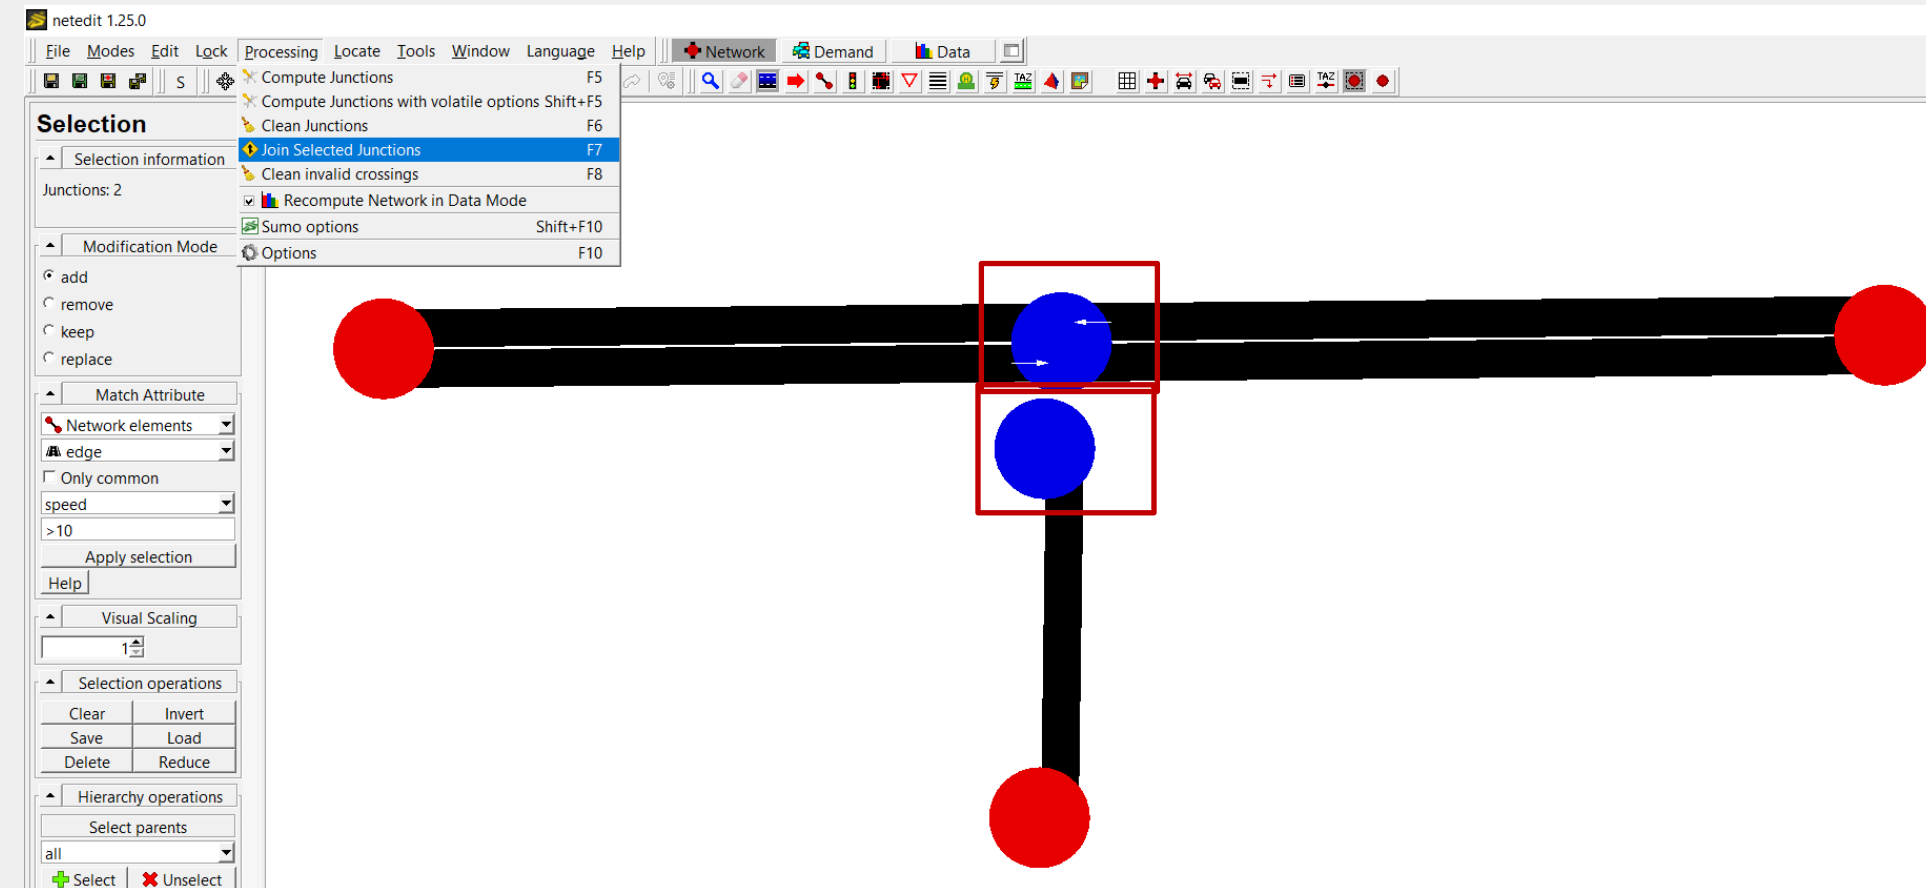 netedit 1.25.0
File Modes Edit Lock Processing Locate Tools Window Language Help Network Demand Data
S TAZ TAZ
Compute Junctions F5
Compute Junctions with volatile options Shift+F5
Clean Junctions F6
Join Selected Junctions F7
Clean invalid crossings F8
Recompute Network in Data Mode
Sumo options Shift+F10
Options F10
Selection
Selection information
Junctions: 2
Modification Mode
add
remove
keep
replace
Match Attribute
Network elements
edge
Only common
speed
>10
Apply selection
Help
Visual Scaling
1
Selection operations
Clear Invert
Save Load
Delete Reduce
Hierarchy operations
Select parents
all
Select Unselect